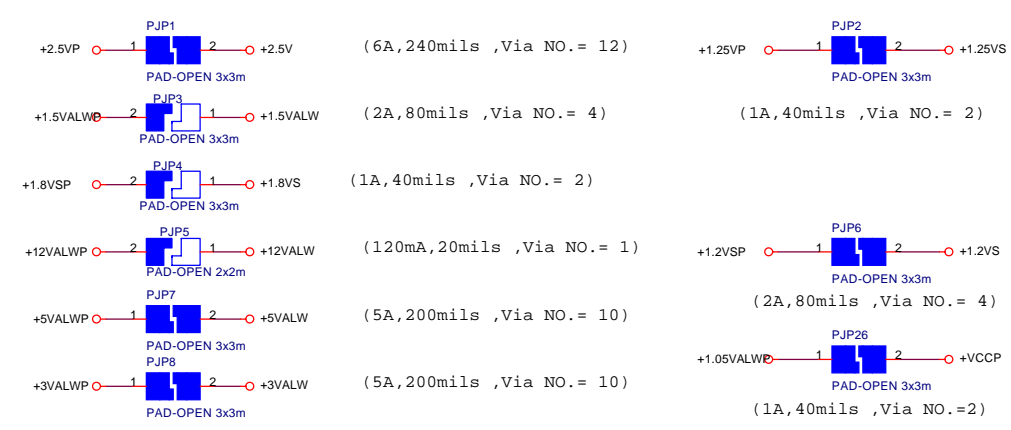 PJP1
+2.5VP 1 2 +2.5V (6A,240mils ,Via NO.= 12)
PAD-OPEN 3x3m
PJP2
+1.25VP 1 2 +1.25VS
PAD-OPEN 3x3m
(1A,40mils ,Via NO.= 2)
PJP3
+1.5VALWP 2 1 +1.5VALW (2A,80mils ,Via NO.= 4)
PAD-OPEN 3x3m
PJP4
+1.8VSP 2 1 +1.8VS (1A,40mils ,Via NO.= 2)
PAD-OPEN 3x3m
PJP5
+12VALWP 2 1 +12VALW (120mA,20mils ,Via NO.= 1)
PAD-OPEN 2x2m
PJP6
+1.2VSP 1 2 +1.2VS
PAD-OPEN 3x3m
(2A,80mils ,Via NO.= 4)
PJP7
+5VALWP 1 2 +5VALW (5A,200mils ,Via NO.= 10)
PAD-OPEN 3x3m
PJP8
+3VALWP 1 2 +3VALW (5A,200mils ,Via NO.= 10)
PAD-OPEN 3x3m
PJP26
+1.05VALWP 1 2 +VCCP
PAD-OPEN 3x3m
(1A,40mils ,Via NO.=2)